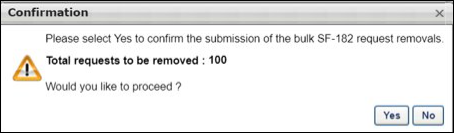 Confirmation
Please select Yes to confirm the submission of the bulk SF-182 request removals.
Total requests to be removed : 100
Would you like to proceed ?
Yes No